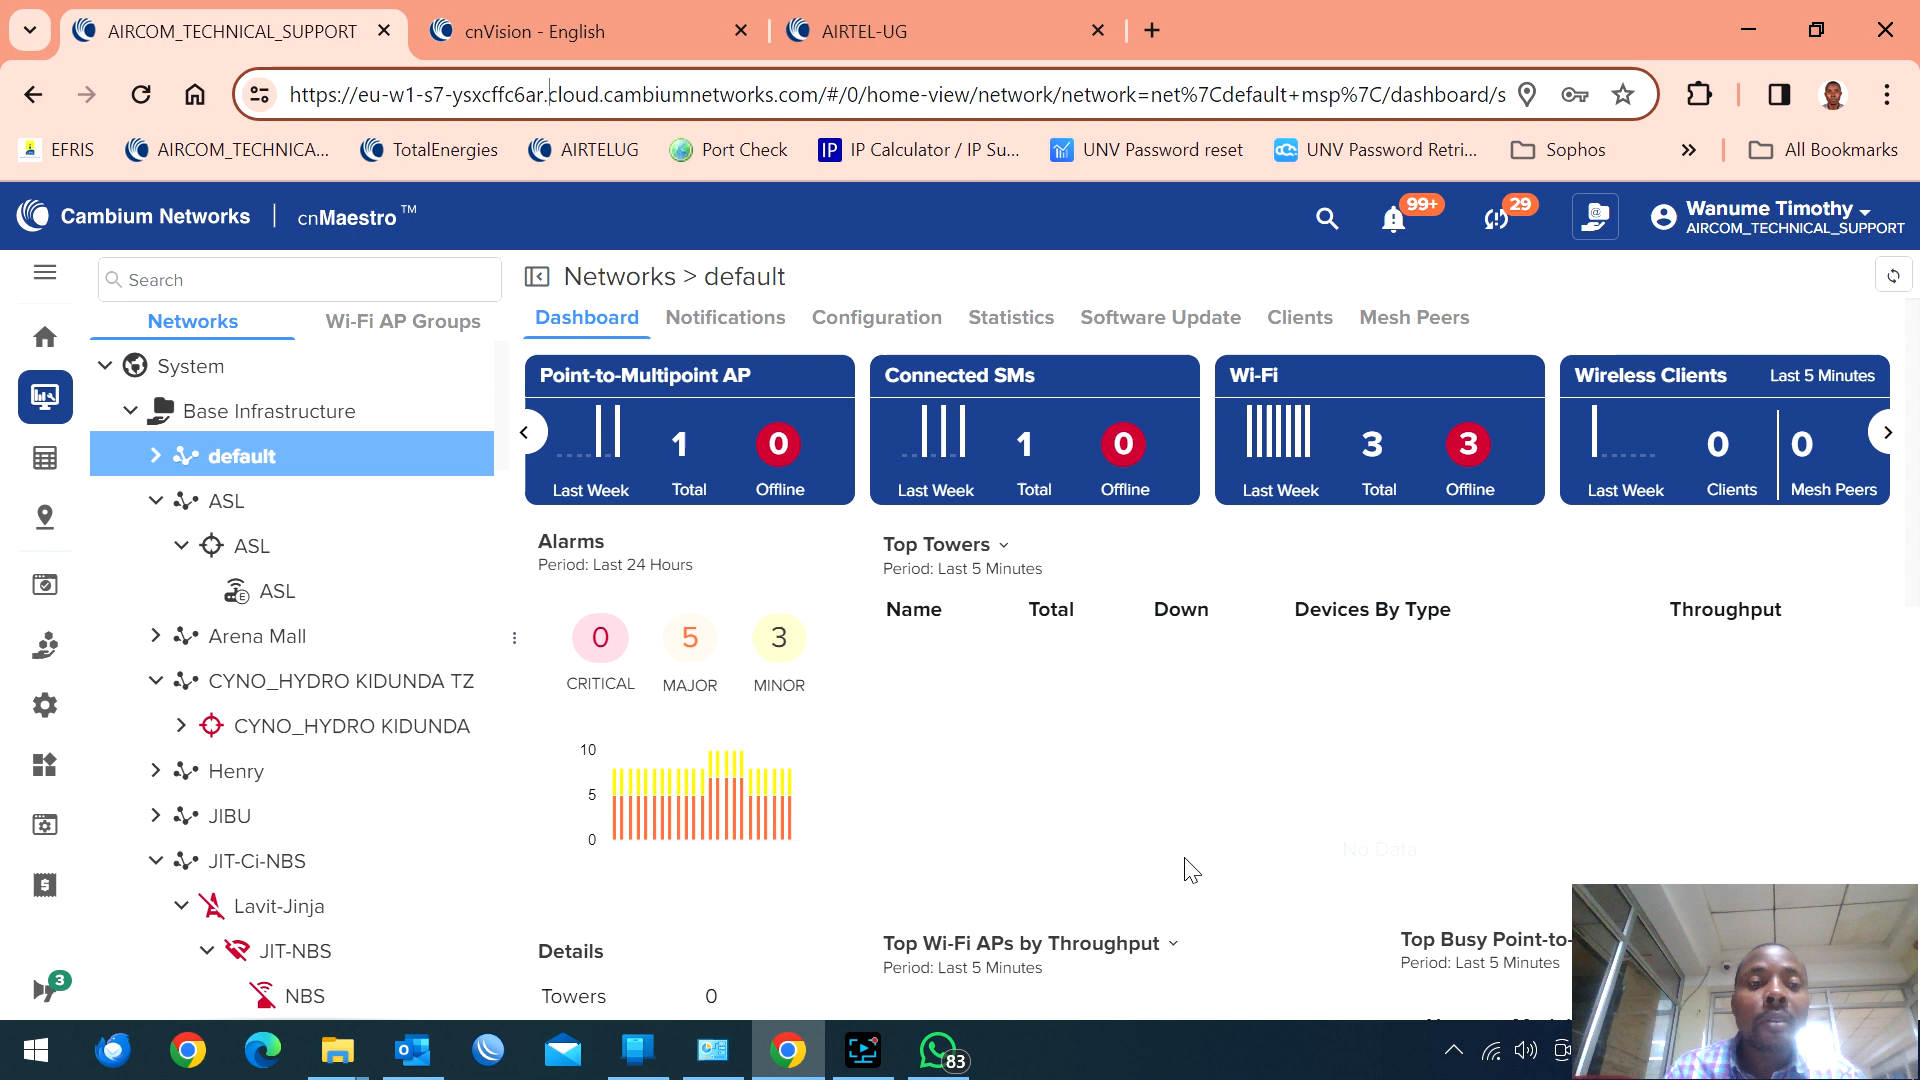 AIRCOM_TECHNICAL_SUPPORT
cnVision - English
AIRTEL-UG
https://eu-w1-s7-ysxcffc6ar.cloud.cambiumnetworks.com/#/0/home-view/network/network=net%7Cdefault+msp%7C/dashboard/s
EFRIS
AIRCOM_TECHNICA...
TotalEnergies
AIRTELUG
Port Check
IP
IP Calculator / IP Su...
UNV Password reset
UNV Password Retri...
Sophos
»
All Bookmarks
Cambium Networks | cnMaestro™
99+
29
Wanume Timothy
AIRCOM_TECHNICAL_SUPPORT
Search
Networks
Wi-Fi AP Groups
System
Base Infrastructure
default
ASL
ASL
E
ASL
Arena Mall
CYNO_HYDRO KIDUNDA TZ
CYNO_HYDRO KIDUNDA
Henry
JIBU
JIT-Ci-NBS
Lavit-Jinja
JIT-NBS
NBS
3
Networks > default
Dashboard
Notifications
Configuration
Statistics
Software Update
Clients
Mesh Peers
Point-to-Multipoint AP
1
0
Last Week
Total
Offline
Connected SMs
1
0
Last Week
Total
Offline
Wi-Fi
3
3
Last Week
Total
Offline
Wireless Clients
Last 5 Minutes
0
0
Last Week
Clients
Mesh Peers
Alarms
Period: Last 24 Hours
0
5
3
CRITICAL
MAJOR
MINOR
10
5
0
Details
Towers
0
Top Towers
Period: Last 5 Minutes
Name
Total
Down
Devices By Type
Throughput
No Data
Top Wi-Fi APs by Throughput
Period: Last 5 Minutes
Top Busy Point-to-
Period: Last 5 Minutes
83